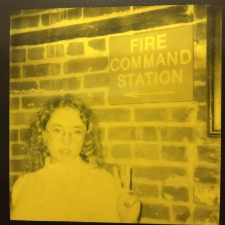 FIRE
COMMAND
STATION